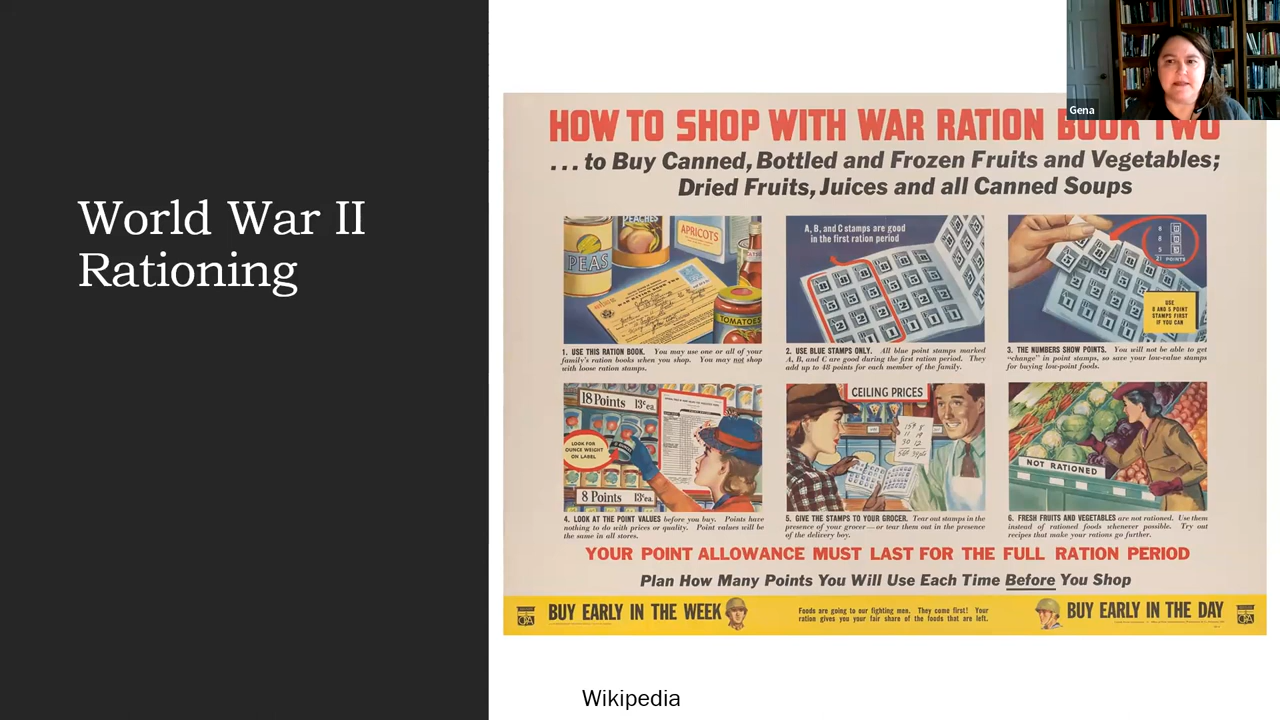 World War II
Rationing
Gena
HOW TO SHOP WITH WAR RATION BOOK TWO
. . . to Buy Canned, Bottled and Frozen Fruits and Vegetables;
Dried Fruits, Juices and all Canned Soups
PEAS
PEACHES
APRICOTS
TOMATOES
1. USE THIS RATION BOOK. You may use one or all of your
family's ration books when you shop. You may not shop
with loose ration stamps.
A, B, and C stamps are good
in the first ration period
2. USE BLUE STAMPS ONLY. All blue point stamps marked
A, B, and C are good during the first ration period. They
add up to 48 points for each member of the family.
8
8
5
21 POINTS
USE
8 AND 5 POINT
STAMPS FIRST
IF YOU CAN
3. THE NUMBERS SHOW POINTS. You will not be able to get
"change" in point stamps, so save your low-value stamps
for buying low-point foods.
18 Points 13¢ea.
LOOK FOR
OUNCE WEIGHT
ON LABEL
8 Points 13¢ea.
4. LOOK AT THE POINT VALUES before you buy. Points have
nothing to do with prices or quality. Point values will be
the same in all stores.
CEILING PRICES
5. GIVE THE STAMPS TO YOUR GROCER. Tear out stamps in the
presence of your grocer—or tear them out in the presence
of the delivery boy.
NOT RATIONED
6. FRESH FRUITS AND VEGETABLES are not rationed. Use them
instead of rationed foods whenever possible. Try out
recipes that make your rations go further.
YOUR POINT ALLOWANCE MUST LAST FOR THE FULL RATION PERIOD
Plan How Many Points You Will Use Each Time Before You Shop
OPA
BUY EARLY IN THE WEEK
Foods are going to our fighting men. They come first! Your
ration gives you your fair share of the foods that are left.
BUY EARLY IN THE DAY
OPA
Wikipedia